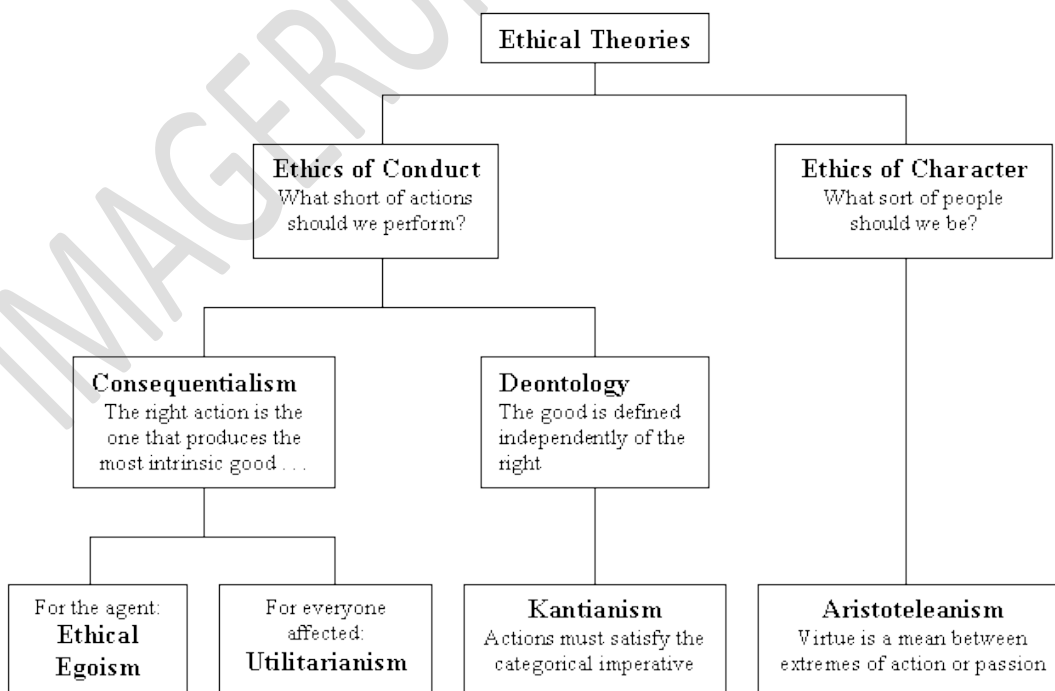 Ethical Theories
Ethics of Conduct
What short of actions
should we perform?
Ethics of Character
What sort of people
should we be?
Consequentialism
The right action is the
one that produces the
most intrinsic good . . .
Deontology
The good is defined
independently of the
right
For the agent:
Ethical
Egoism
For everyone
affected:
Utilitarianism
Kantianism
Actions must satisfy the
categorical imperative
Aristoteleanism
Virtue is a mean between
extremes of action or passion